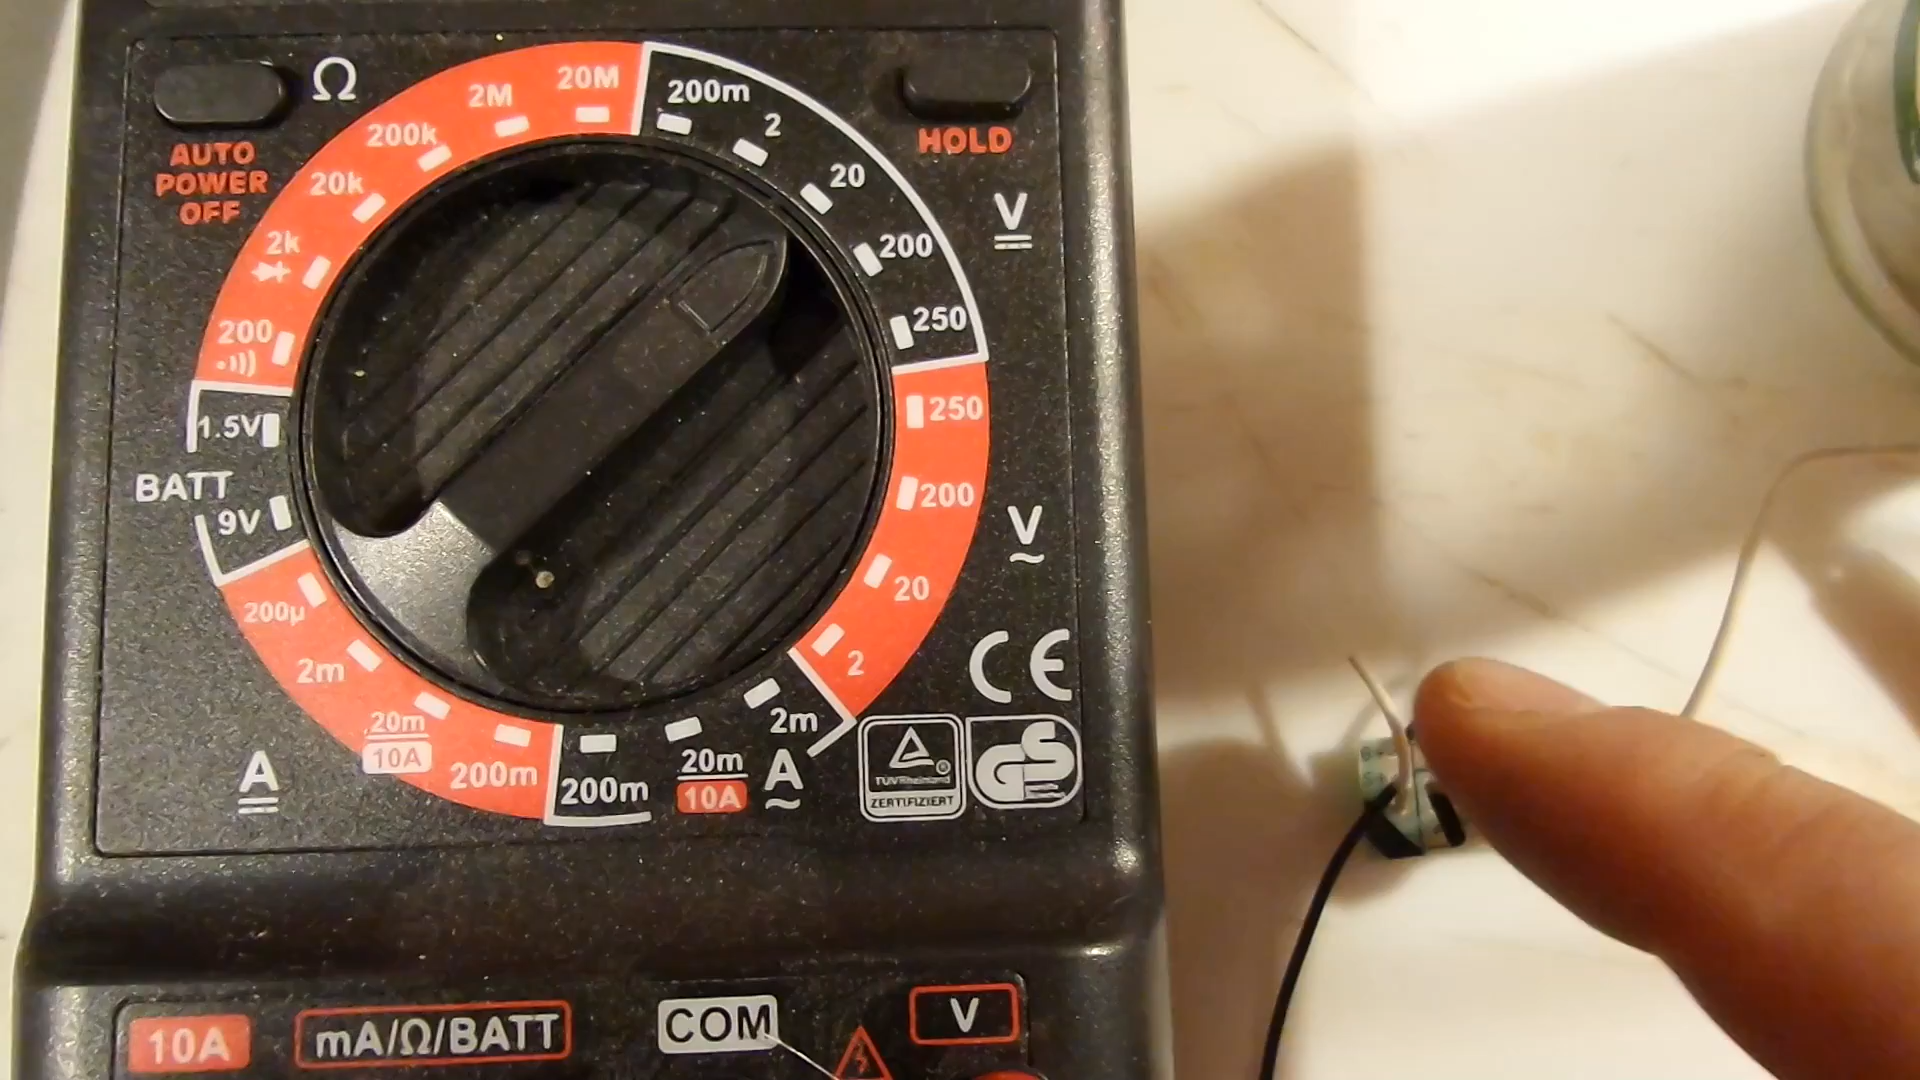 Ω
AUTO
POWER
OFF
HOLD
20M
2M
200k
20k
2k
200
1.5V
BATT
9V
200m
2
20
200
250
V
250
200
20
2
V
~
200µ
2m
20m
10A
200m
A
200m
20m
10A
2m
A
~
CE
TÜVRheinland
®
ZERTIFIZIERT
GS
10A
mA/Ω/BATT
COM
V